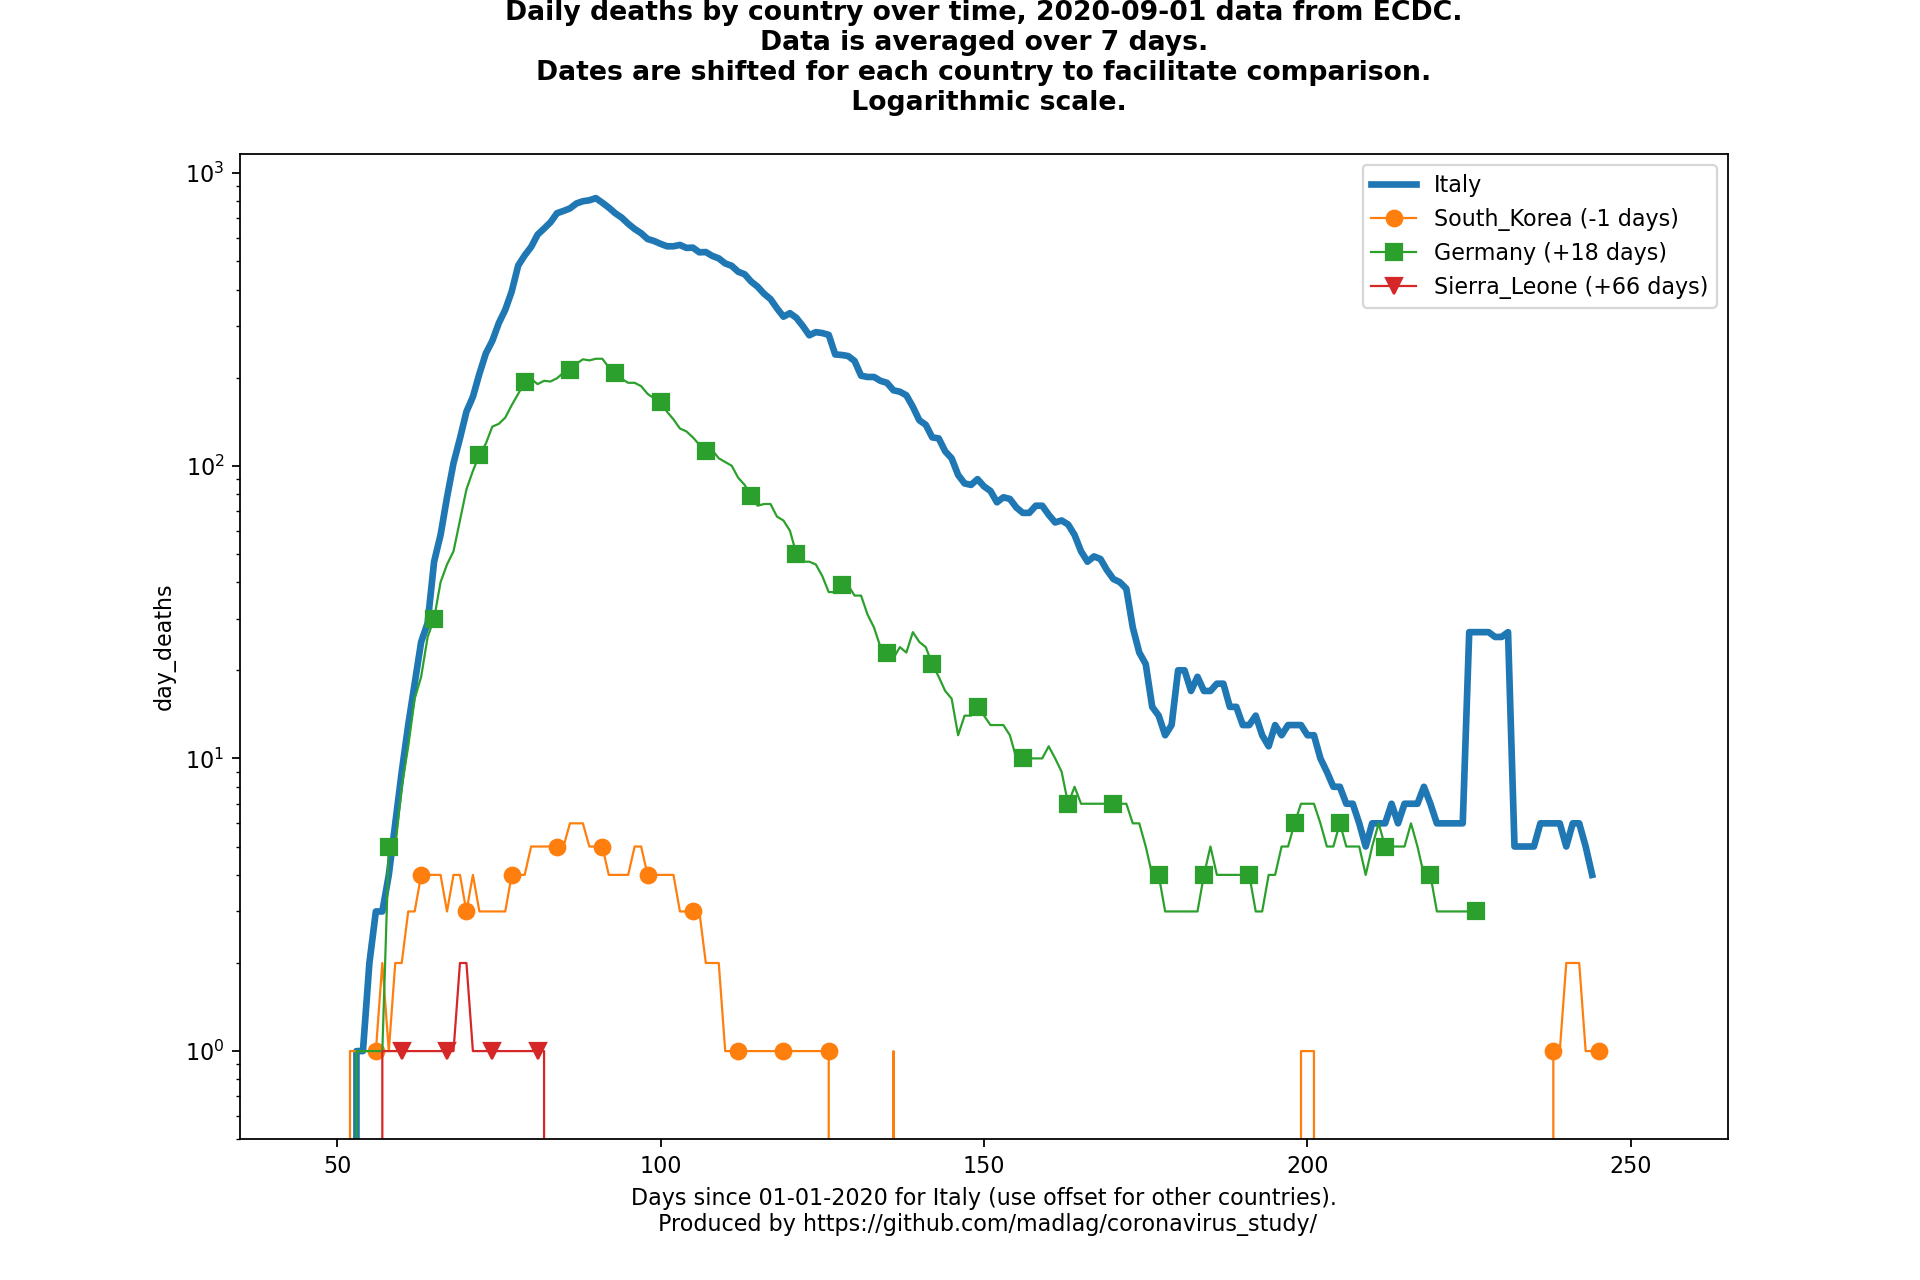 Daily deaths by country over time, 2020-09-01 data from ECDC.
Data is averaged over 7 days.
Dates are shifted for each country to facilitate comparison.
Logarithmic scale.
10³
10²
10¹
10⁰
day_deaths
Italy
South_Korea (-1 days)
Germany (+18 days)
Sierra_Leone (+66 days)
50 100 150 200 250
Days since 01-01-2020 for Italy (use offset for other countries).
Produced by https://github.com/madlag/coronavirus_study/